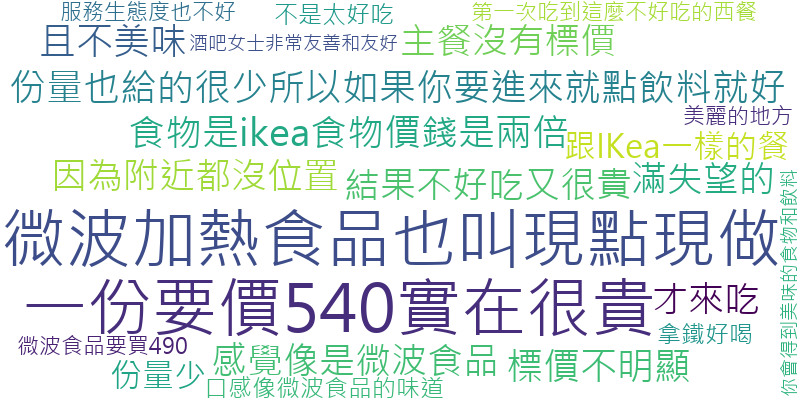 服務生態度也不好
不是太好吃
第一次吃到這麼不好吃的西餐
且不美味
酒吧女士非常友善和友好
主餐沒有標價
份量也給的很少所以如果你要進來就點飲料就好
美麗的地方
食物是ikea食物價錢是兩倍
跟IKea一樣的餐
因為附近都沒位置
結果不好吃又很貴
滿失望的
你會得到美味的食物和飲料
微波加熱食品也叫現點現做
一份要價540實在很貴
才來吃
拿鐵好喝
微波食品要買490
感覺像是微波食品
標價不明顯
份量少
口感像微波食品的味道